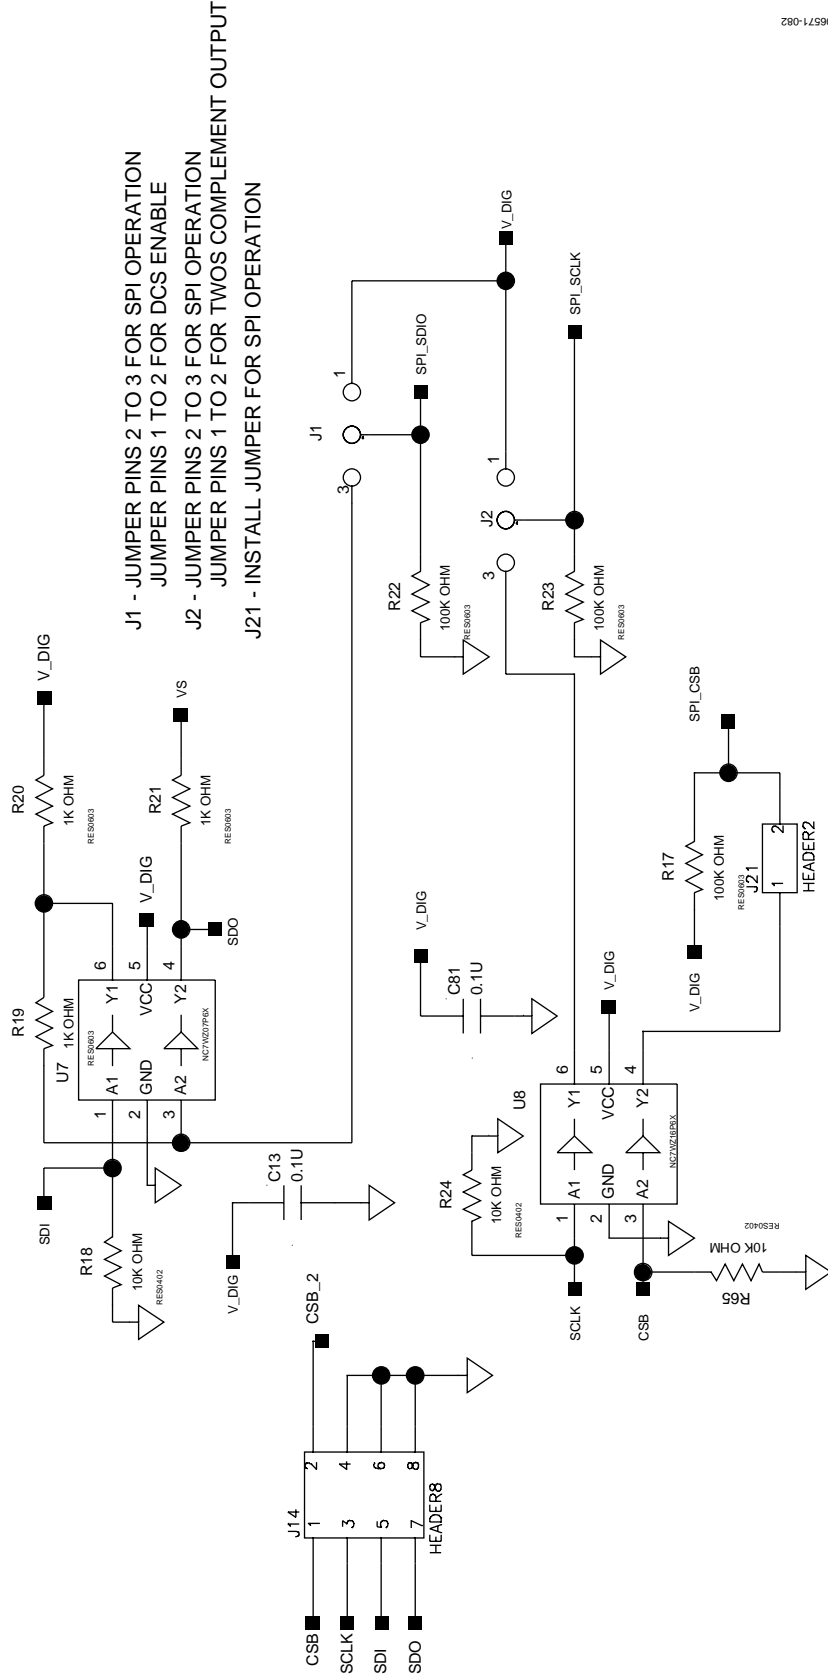 J1 - JUMPER PINS 2 TO 3 FOR SPI OPERATION
JUMPER PINS 1 TO 2 FOR DCS ENABLE
J2 - JUMPER PINS 2 TO 3 FOR SPI OPERATION
JUMPER PINS 1 TO 2 FOR TWOS COMPLEMENT OUTPUT
J21 - INSTALL JUMPER FOR SPI OPERATION
SDI
R18
10K OHM
RES0402
R19
1K OHM
RES0603
R20
1K OHM
RES0603
V_DIG
R21
1K OHM
RES0603
VS
U7
1
A1
Y1
6
2
GND
VCC
5
V_DIG
3
A2
Y2
4
SDO
NC7WZ07P6X
V_DIG
C13
0.1U
J1
3
1
SPI_SDIO
R22
100K OHM
RES0603
V_DIG
J2
3
1
SPI_SCLK
R23
100K OHM
RES0603
V_DIG
C81
0.1U
R24
10K OHM
RES0402
SCLK
CSB
U8
1
A1
Y1
6
2
GND
VCC
5
V_DIG
3
A2
Y2
4
NC7WZ16P6X
R65
10K OHM
RES0402
V_DIG
R17
100K OHM
RES0603
SPI_CSB
J21
1
2
HEADER2
J14
CSB
1
2
CSB_2
SCLK
3
4
SDI
5
6
SDO
7
8
HEADER8
06571-082